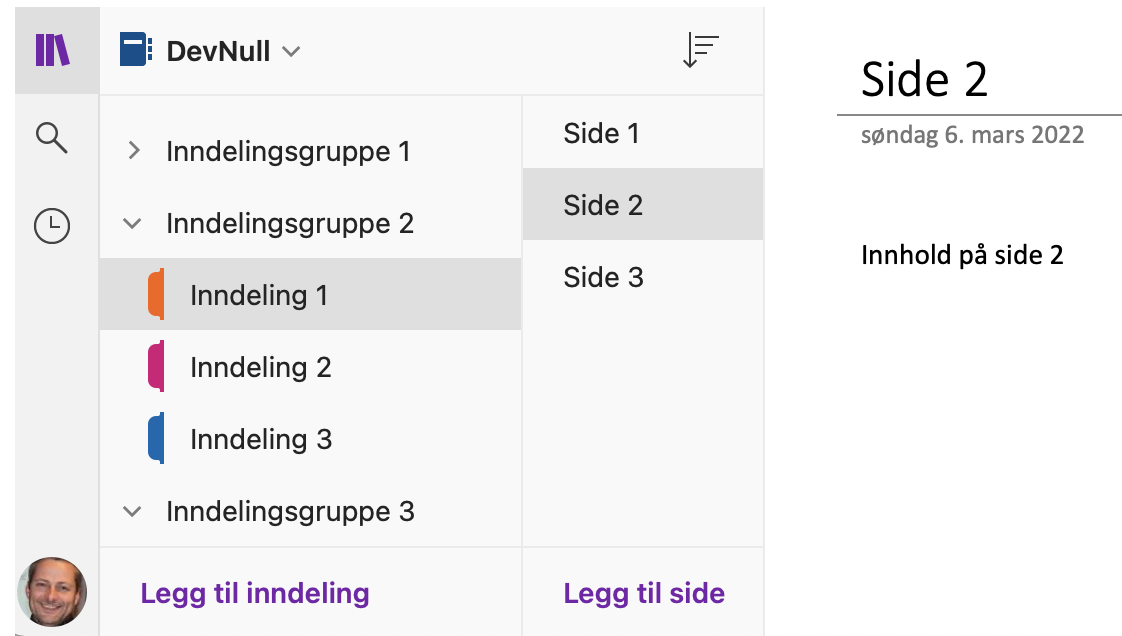 DevNull
Inndelingsgruppe 1
Inndelingsgruppe 2
Inndeling 1
Inndeling 2
Inndeling 3
Inndelingsgruppe 3
Legg til inndeling
Side 1
Side 2
Side 3
Legg til side
Side 2
søndag 6. mars 2022
Innhold på side 2